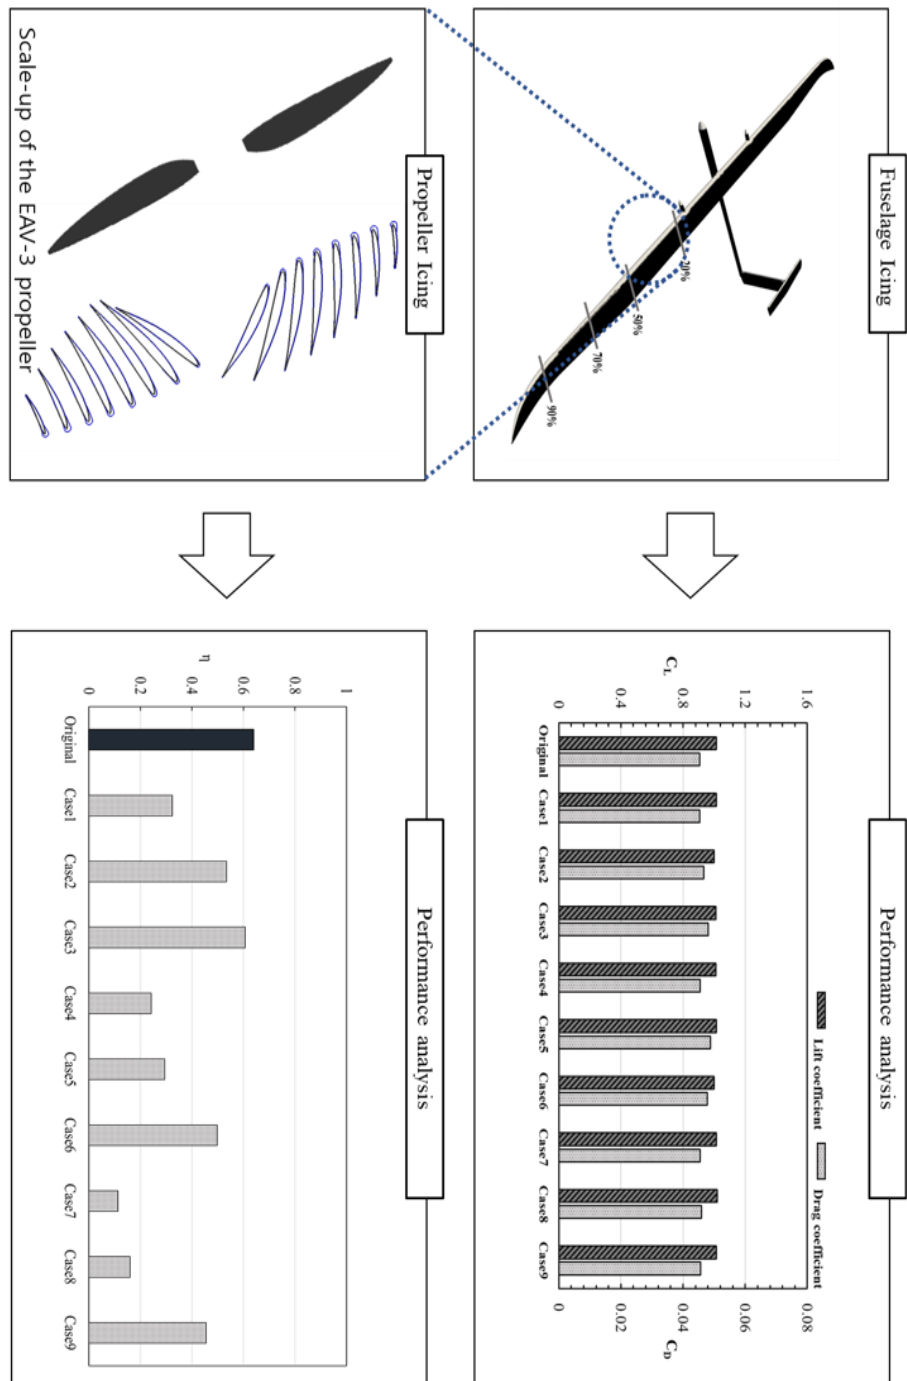 Fuselage Icing
20%
50%
70%
90%
Performance analysis
Lift coefficient
Drag coefficient
C_L
1.6
1.2
0.8
0.4
0
C_D
0.08
0.06
0.04
0.02
0
Original
Case1
Case2
Case3
Case4
Case5
Case6
Case7
Case8
Case9
Propeller Icing
Scale-up of the EAV-3 propeller
Performance analysis
η
1
0.8
0.6
0.4
0.2
0
Original
Case1
Case2
Case3
Case4
Case5
Case6
Case7
Case8
Case9